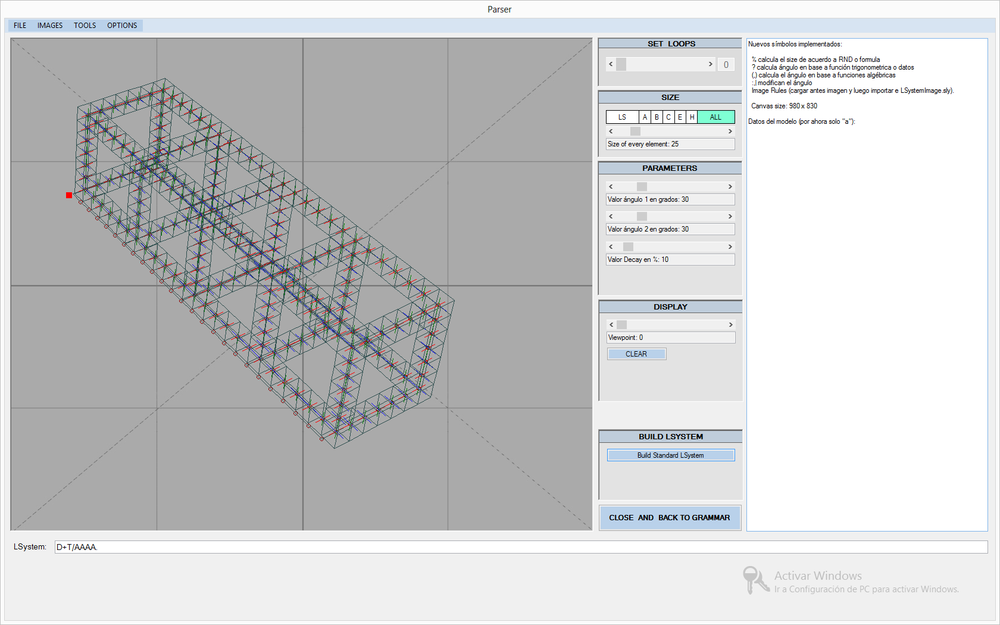 Parser
FILE IMAGES TOOLS OPTIONS
SET LOOPS
0
SIZE
LS A B C E H ALL
Size of every element: 25
PARAMETERS
Valor ángulo 1 en grados: 30
Valor ángulo 2 en grados: 30
Valor Decay en %: 10
DISPLAY
Viewpoint: 0
CLEAR
BUILD LSYSTEM
Build Standard LSystem
CLOSE AND BACK TO GRAMMAR
Nuevos símbolos implementados:
% calcula el size de acuerdo a RND o formula
? calcula ángulo en base a función trigonometrica o datos
(,) calcula el ángulo en base a funciones algébricas
:,| modifican el ángulo
Image Rules (cargar antes imagen y luego importar e LSystemImage.sly).
Canvas size: 980 x 830
Datos del modelo (por ahora solo "a"):
LSystem: D+T/AAAA.
Activar Windows
Ir a Configuración de PC para activar Windows.